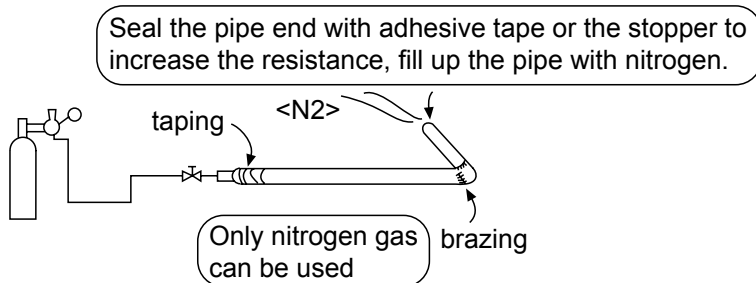 Seal the pipe end with adhesive tape or the stopper to
increase the resistance, fill up the pipe with nitrogen.
<N2>
taping
Only nitrogen gas
can be used
brazing